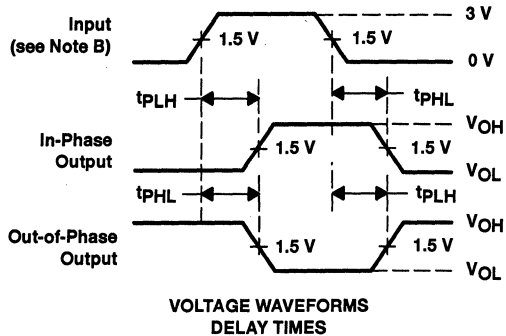 Input
(see Note B)
1.5 V
1.5 V
3 V
0 V
tPLH
tPHL
In-Phase
Output
1.5 V
1.5 V
VOH
VOL
tPHL
tPLH
Out-of-Phase
Output
1.5 V
1.5 V
VOH
VOL
VOLTAGE WAVEFORMS
DELAY TIMES